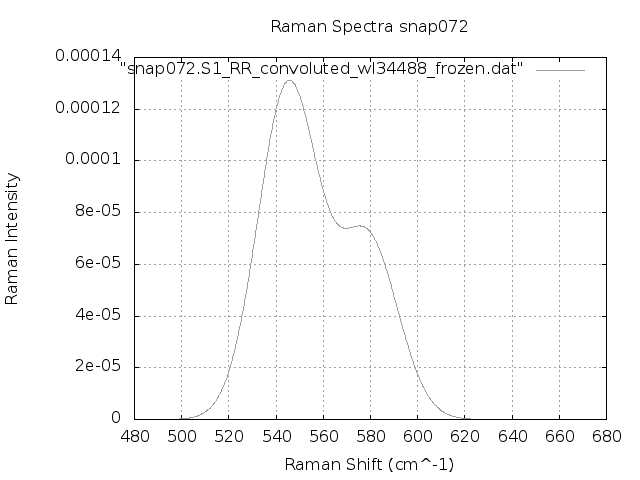 Raman Spectra snap072
"snap072.S1_RR_convoluted_wl34488_frozen.dat"
Raman Intensity
0.00014
0.00012
0.0001
8e-05
6e-05
4e-05
2e-05
0
480 500 520 540 560 580 600 620 640 660 680
Raman Shift (cm^-1)